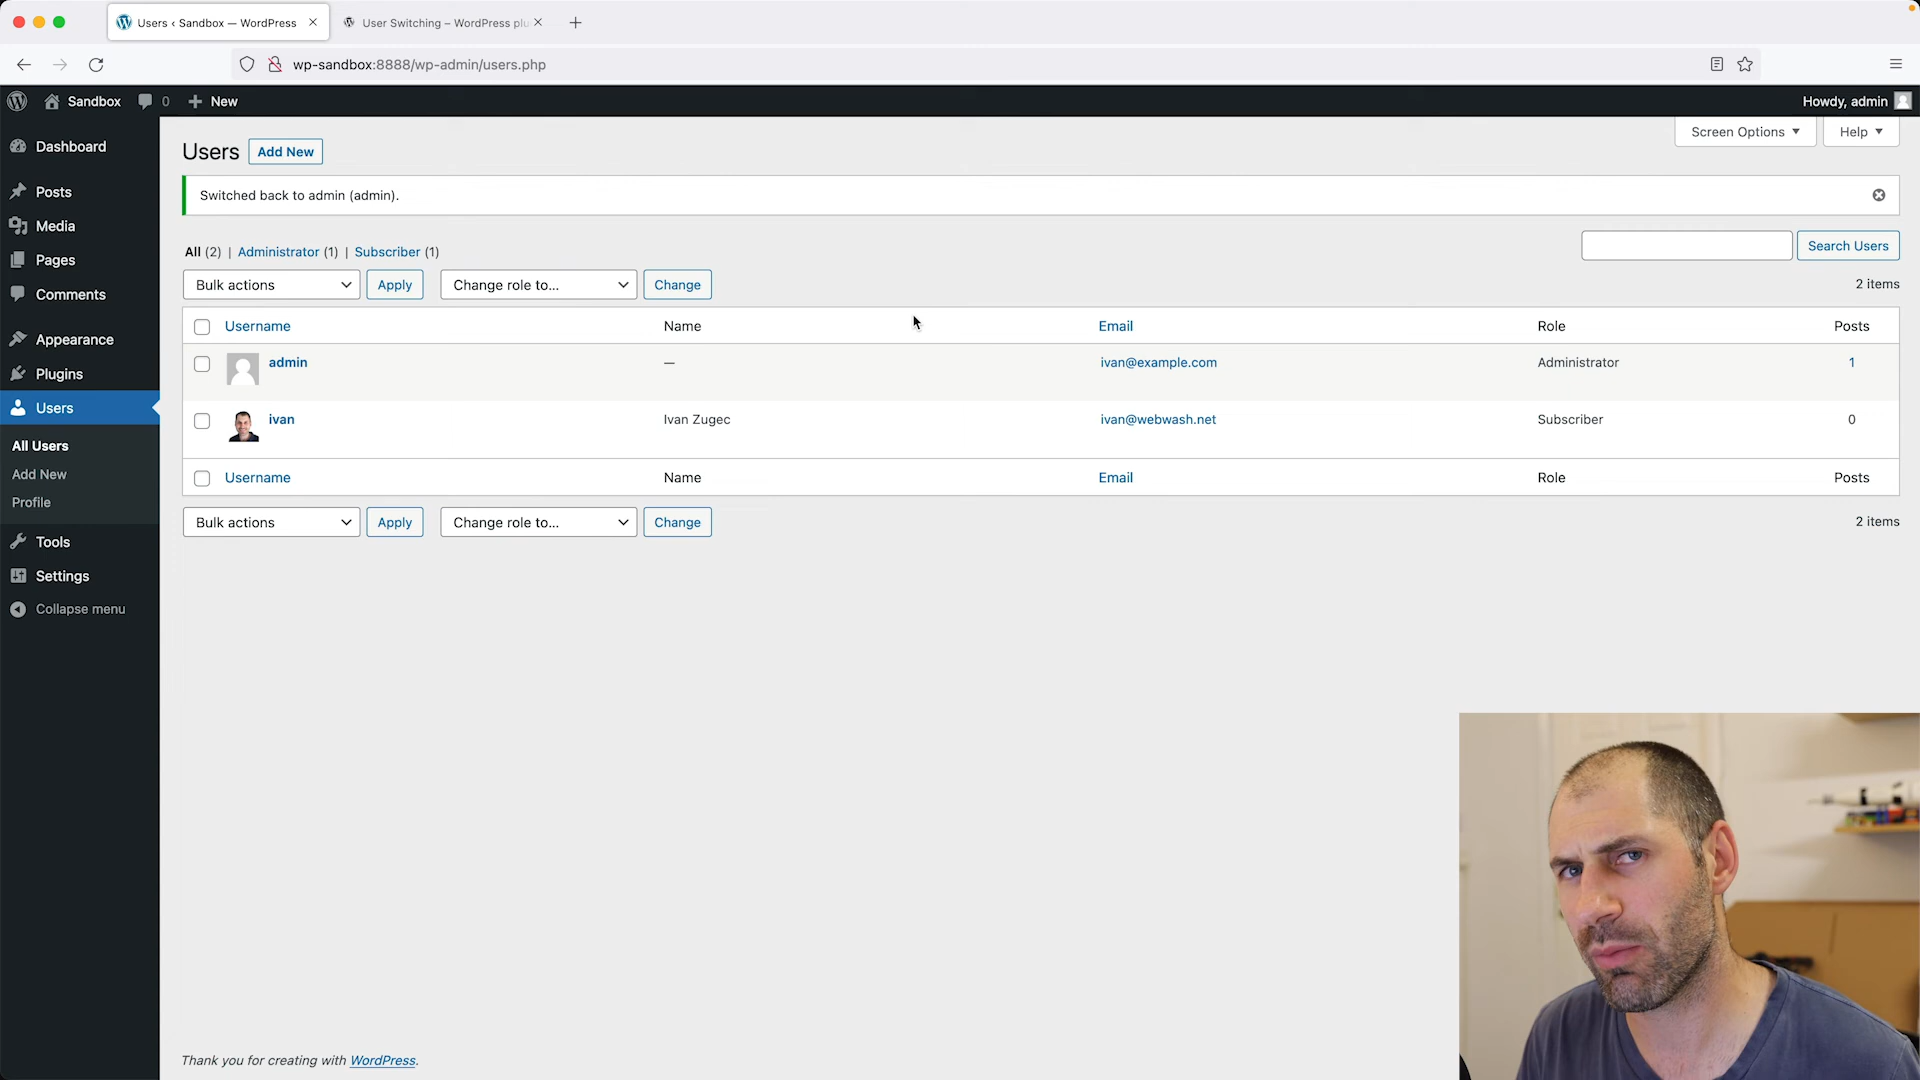 Users ‹ Sandbox — WordPress
User Switching – WordPress plu
wp-sandbox:8888/wp-admin/users.php
Sandbox
0
New
Howdy, admin
Dashboard
Posts
Media
Pages
Comments
Appearance
Plugins
Users
All Users
Add New
Profile
Tools
Settings
Collapse menu
Screen Options
Help
Users
Add New
Switched back to admin (admin).
All (2) | Administrator (1) | Subscriber (1)
Search Users
Bulk actions
Apply
Change role to...
Change
2 items
Username Name Email Role Posts
admin — ivan@example.com Administrator 1
ivan Ivan Zugec ivan@webwash.net Subscriber 0
Username Name Email Role Posts
Bulk actions
Apply
Change role to...
Change
2 items
Thank you for creating with WordPress.